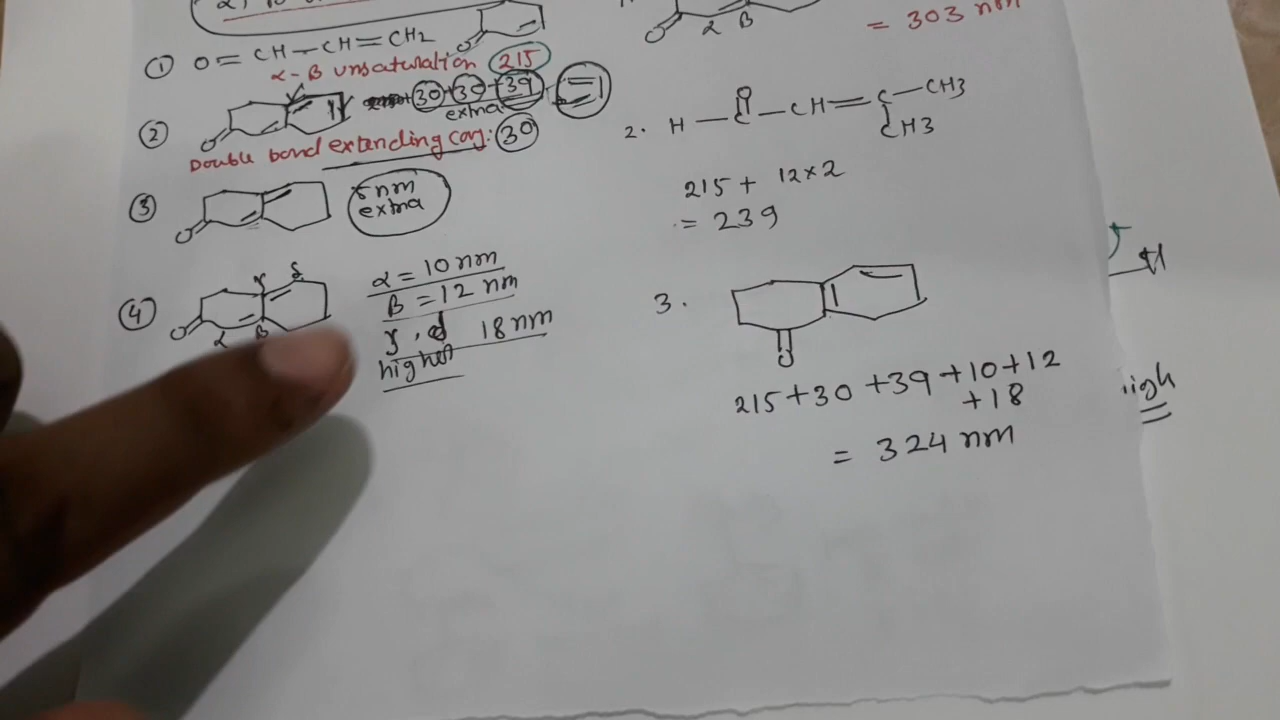 ① O = CH — CH = CH2
α-β unsaturation 215
② 30 + 30 + 39
extra
Double bond extending conj: 30
③ 5nm
extra
④ γ δ
α = 10 nm
β = 12 nm
γ, d 18 nm
higher
O α β
O α β
= 303 nm
2. H — C — CH = C — CH3
O
CH3
215 + 12×2
= 239
3.
O
215 + 30 + 39 + 10 + 12
+ 18
= 324 nm
H